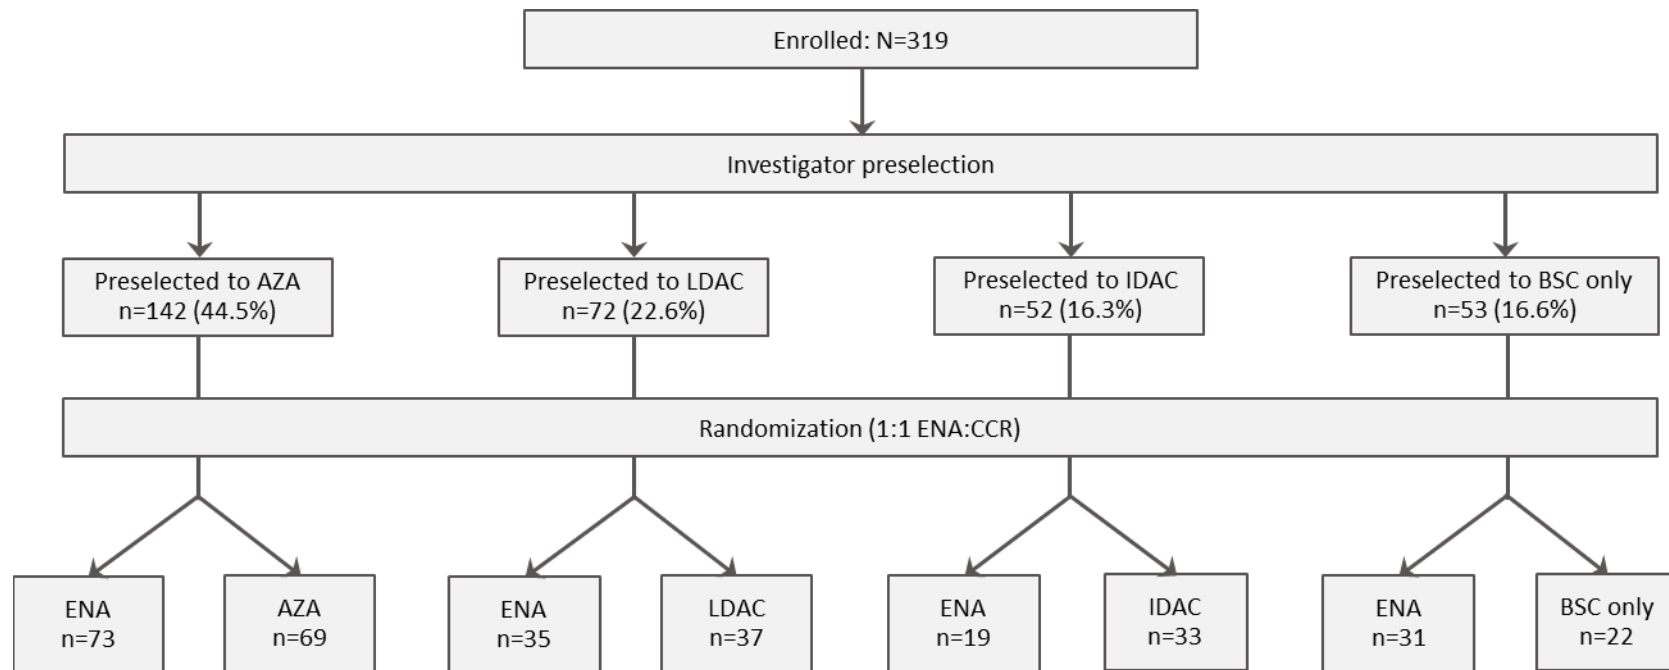 Enrolled: N=319
Investigator preselection
Preselected to AZA
n=142 (44.5%)
Preselected to LDAC
n=72 (22.6%)
Preselected to IDAC
n=52 (16.3%)
Preselected to BSC only
n=53 (16.6%)
Randomization (1:1 ENA:CCR)
ENA
n=73
AZA
n=69
ENA
n=35
LDAC
n=37
ENA
n=19
IDAC
n=33
ENA
n=31
BSC only
n=22